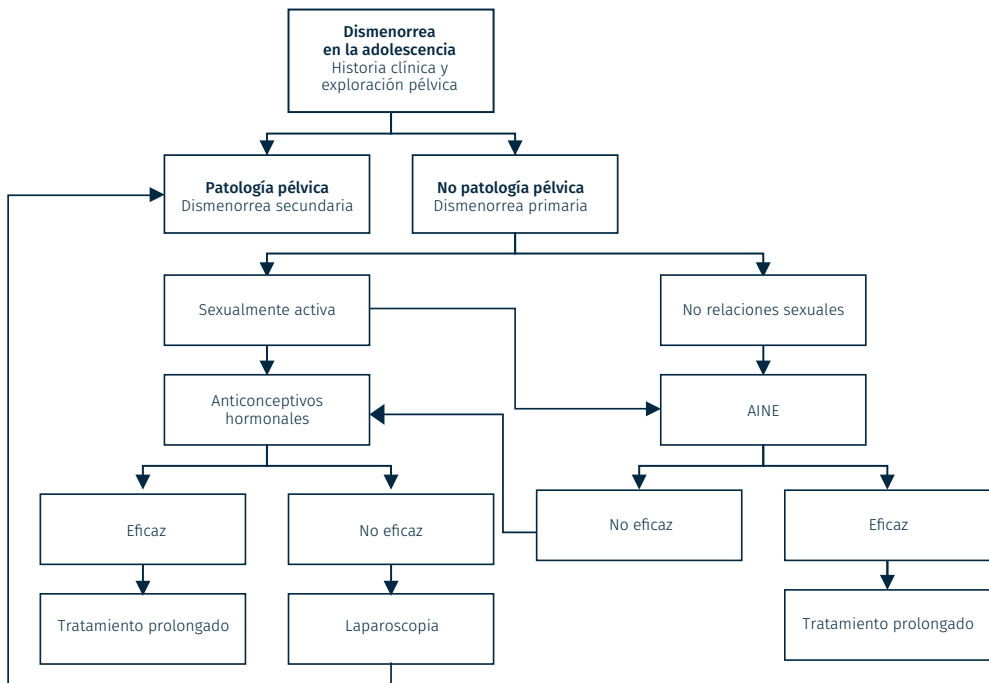 Dismenorrea
en la adolescencia
Historia clínica y
exploración pélvica
Patología pélvica
Dismenorrea secundaria
No patología pélvica
Dismenorrea primaria
Sexualmente activa
No relaciones sexuales
Anticonceptivos
hormonales
AINE
Eficaz
No eficaz
No eficaz
Eficaz
Tratamiento prolongado
Laparoscopia
Tratamiento prolongado